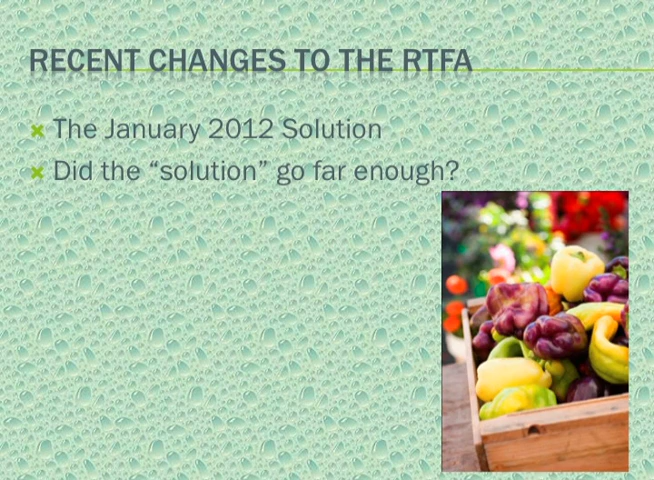 RECENT CHANGES TO THE RTFA
The January 2012 Solution
Did the “solution” go far enough?